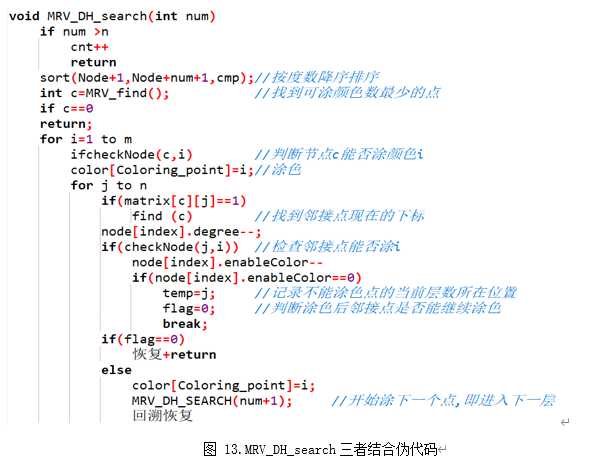 void MRV_DH_search(int num)
    if num >n
        cnt++
        return
    sort(Node+1,Node+num+1,cmp);//按度数降序排序
    int c=MRV_find();           //找到可涂颜色数最少的点
    if c==0
    return;
    for i=1 to m
        ifcheckNode(c,i)        //判断节点c能否涂颜色i
        color[Coloring_point]=i;//涂色
        for j to n
            if(matrix[c][j]==1)
                find (c)        //找到邻接点现在的下标
            node[index].degree--;
            if(checkNode(j,i))  //检查邻接点能否涂i
                node[index].enableColor--
                if(node[index].enableColor==0)
                    temp=j;     //记录不能涂色点的当前层数所在位置
                    flag=0;     //判断涂色后邻接点是否能继续涂色
                    break;
            if(flag==0)
                恢复+return
            else
                color[Coloring_point]=i;
                MRV_DH_SEARCH(num+1);     //开始涂下一个点,即进入下一层
                回溯恢复
图 13.MRV_DH_search 三者结合伪代码